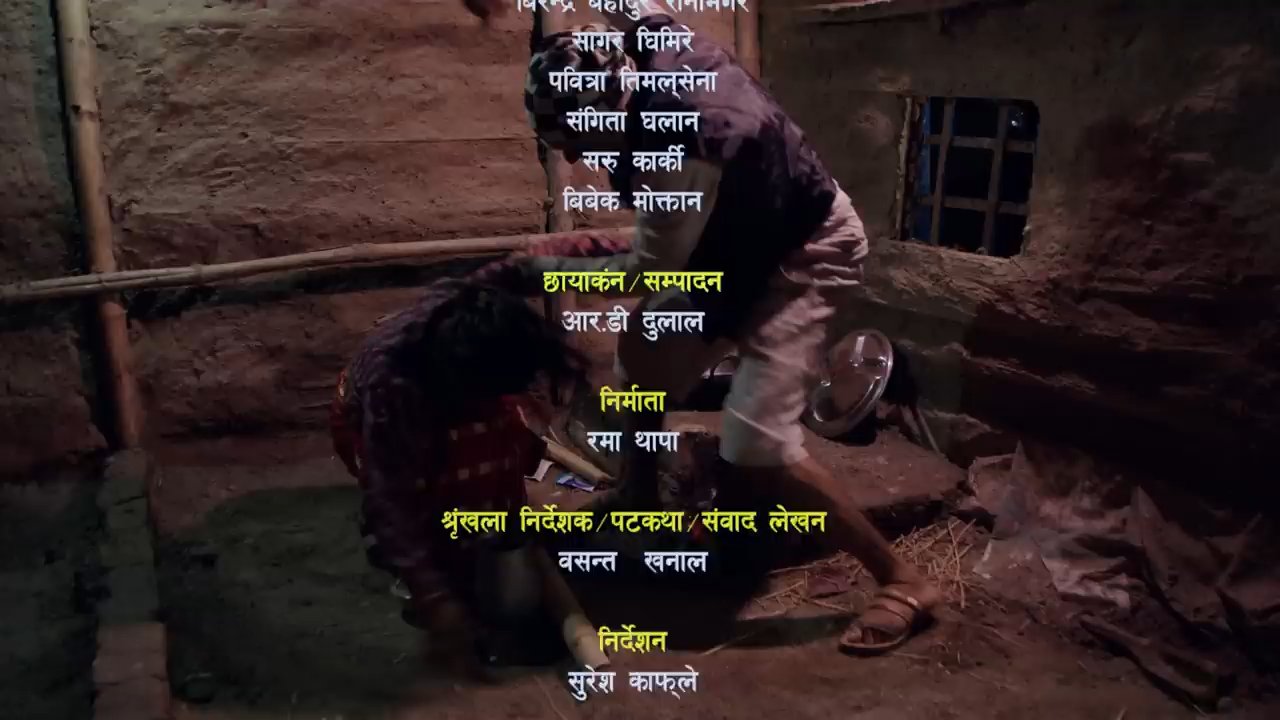 सागर घिमिरे
पवित्रा तिमल्सेना
संगिता घलान
सरु कार्की
बिबेक मोक्तान
छायाकंन/सम्पादन
आर.डी दुलाल
निर्माता
रमा थापा
श्रृंखला निर्देशक/पटकथा/संवाद लेखन
वसन्त खनाल
निर्देशन
सुरेश काफ्ले